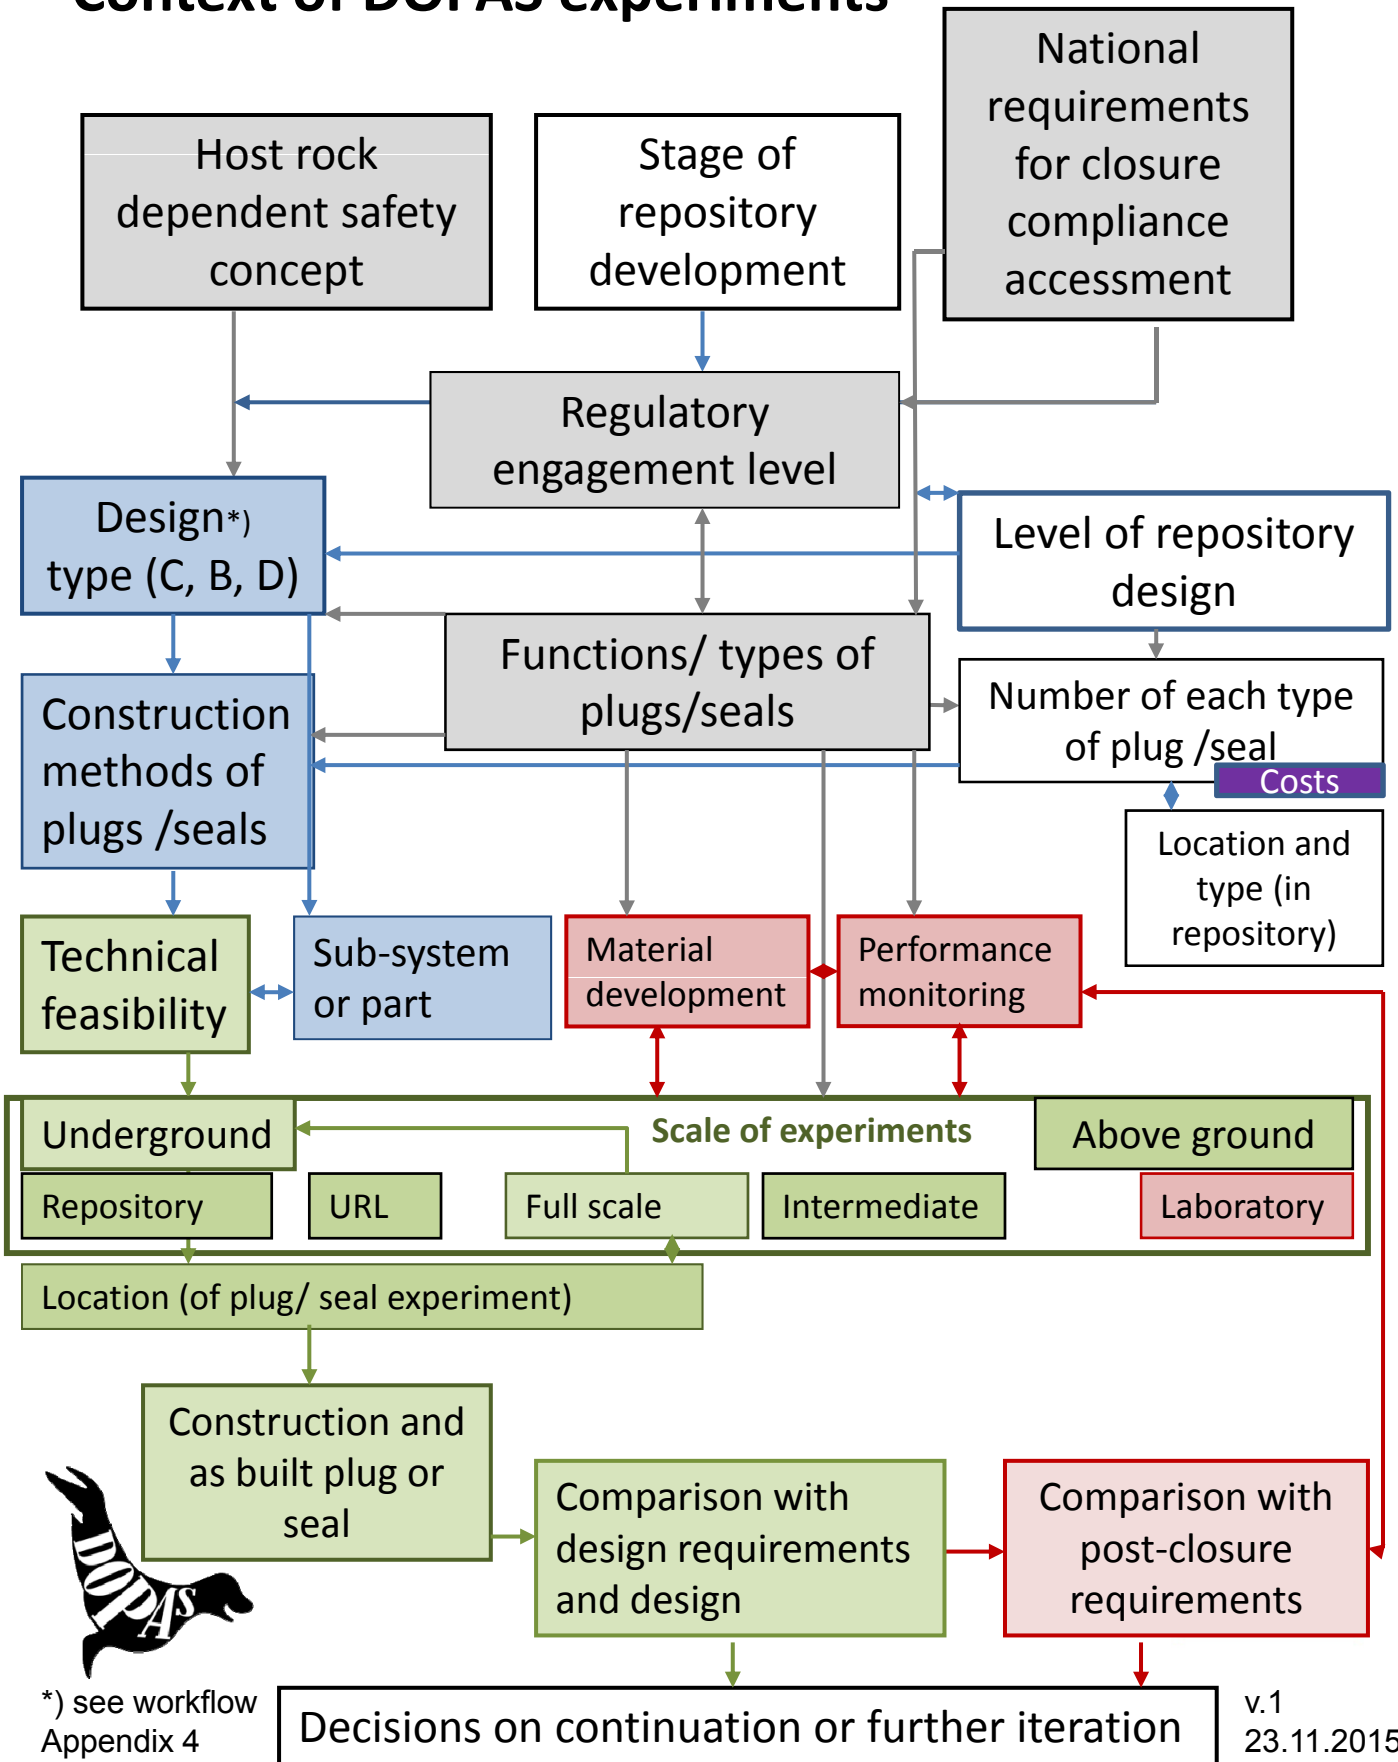 Context of DOPAS experiments
National
requirements
for closure
compliance
accessment
Host rock
dependent safety
concept
Stage of
repository
development
Regulatory
engagement level
Design*)
type (C, B, D)
Level of repository
design
Functions/ types of
plugs/seals
Construction
methods of
plugs /seals
Number of each type
of plug /seal
Costs
Location and
type (in
repository)
Technical
feasibility
Sub-system
or part
Material
development
Performance
monitoring
Underground
Scale of experiments
Above ground
Repository
URL
Full scale
Intermediate
Laboratory
Location (of plug/ seal experiment)
Construction and
as built plug or
seal
Comparison with
design requirements
and design
Comparison with
post-closure
requirements
DOPAS
*) see workflow
Appendix 4
Decisions on continuation or further iteration
v.1
23.11.2015